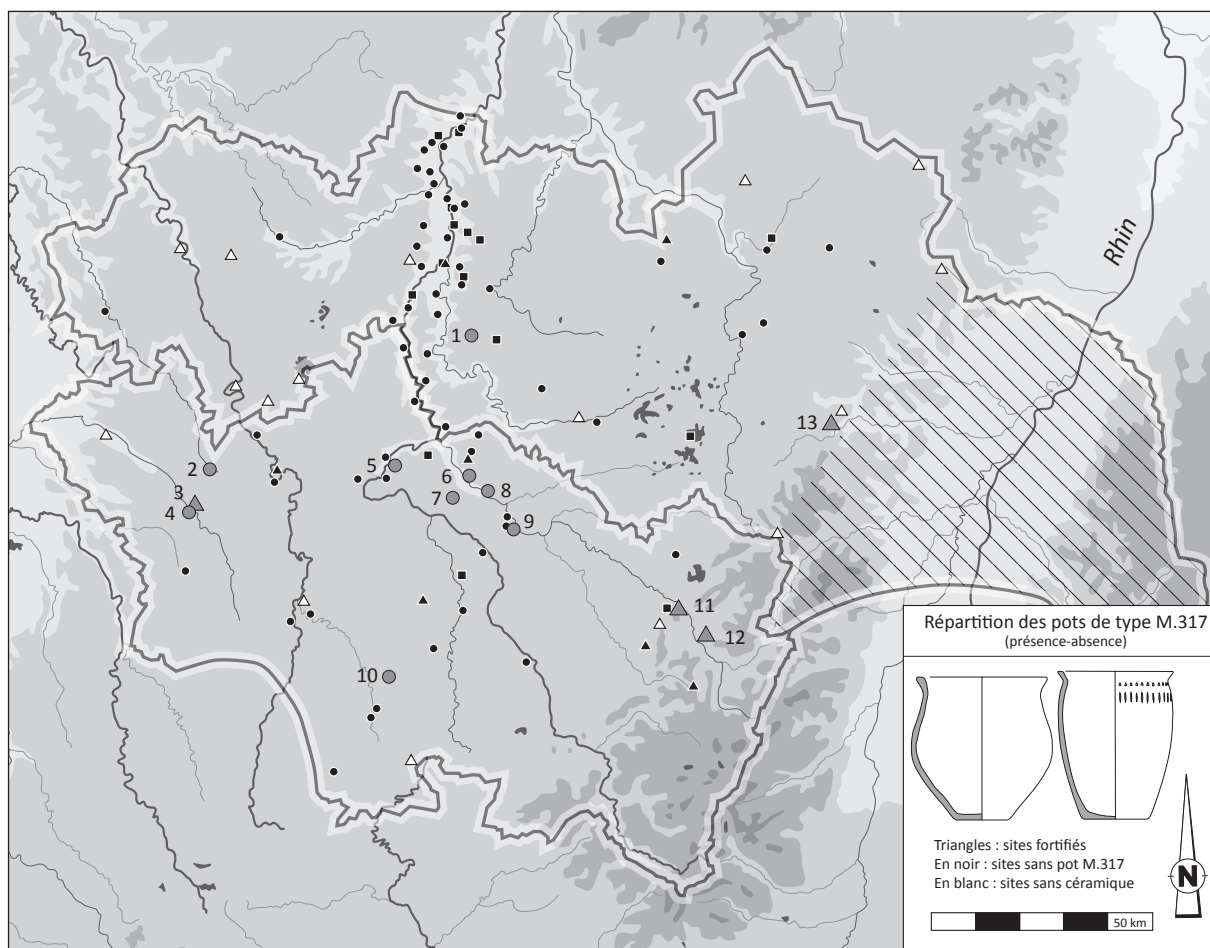 Rhin
1
2
3
4
5
6
7
8
9
10
11
12
13
Répartition des pots de type M.317
(présence-absence)
Triangles : sites fortifiés
En noir : sites sans pot M.317
En blanc : sites sans céramique
N
50 km